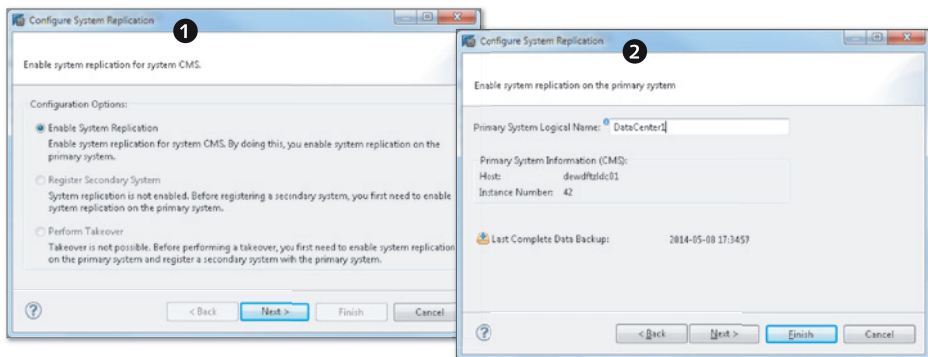 Configure System Replication
1
Enable system replication for system CMS.
Configuration Options:
Enable System Replication
Enable system replication for system CMS. By doing this, you enable system replication on the
primary system.
Register Secondary System
System replication is not enabled. Before registering a secondary system, you first need to enable
system replication on the primary system.
Perform Takeover
Takeover is not possible. Before performing a takeover, you first need to enable system replication
on the primary system and register a secondary system with the primary system.
?
< Back Next > Finish Cancel
Configure System Replication
2
Enable system replication on the primary system
Primary System Logical Name: DataCenter1
Primary System Information (CMS):
Host: dewdftzldc01
Instance Number: 42
Last Complete Data Backup: 2014-05-08 17:3457
?
< Back Next > Finish Cancel